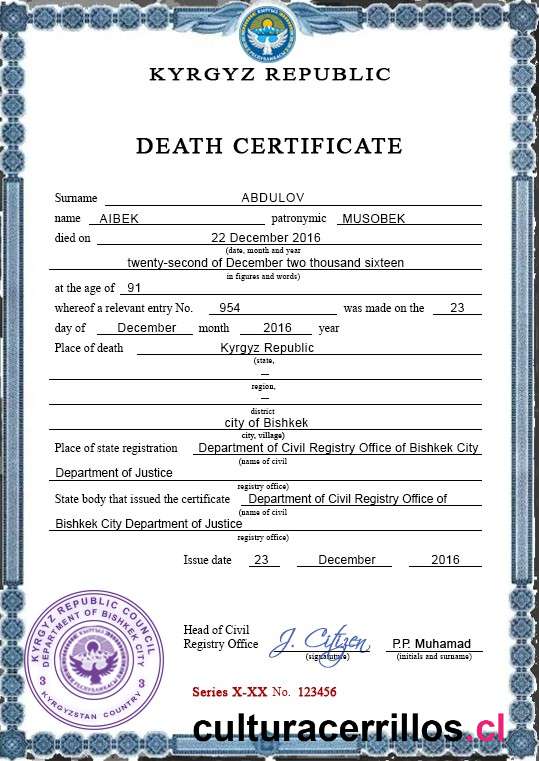 KYRGYZ REPUBLIC
DEATH CERTIFICATE
Surname ABDULOV
name AIBEK patronymic MUSOBEK
died on 22 December 2016
(date, month and year
twenty-second of December two thousand sixteen
in figures and words)
at the age of 91
whereof a relevant entry No. 954 was made on the 23
day of December month 2016 year
Place of death Kyrgyz Republic
(state,
—
region,
—
district
city of Bishkek
city, village)
Place of state registration Department of Civil Registry Office of Bishkek City
(name of civil
Department of Justice
registry office)
State body that issued the certificate Department of Civil Registry Office of
(name of civil
Bishkek City Department of Justice
registry office)
Issue date 23 December 2016
KYRGYZ REPUBLIC COUNCIL
DEPARTMENT OF BISHKEK CITY
3 3
KYRGYZSTAN COUNTRY
Head of Civil
Registry Office J. Citizen P.P. Muhamad
(signature) (initials and surname)
Series X-XX No. 123456
culturacerrillos.cl